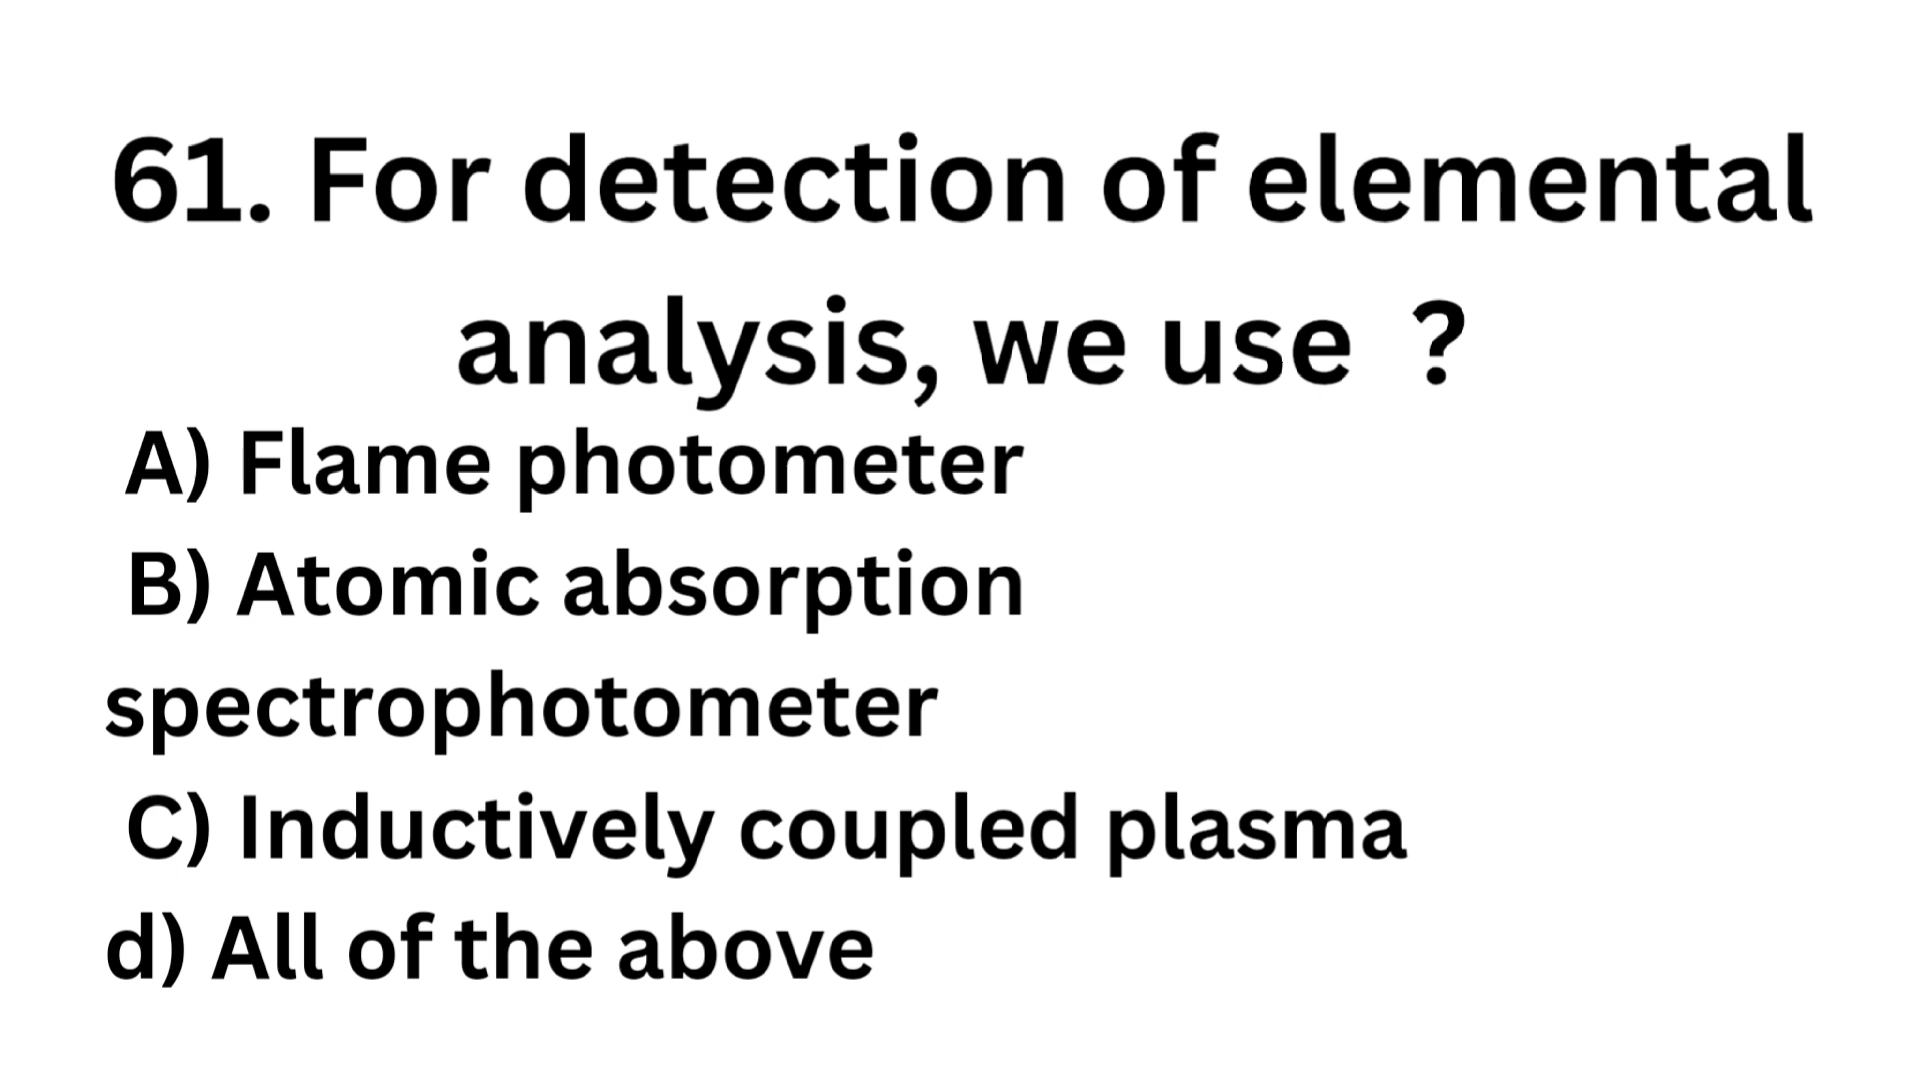 61. For detection of elemental
analysis, we use ?
A) Flame photometer
B) Atomic absorption
spectrophotometer
C) Inductively coupled plasma
d) All of the above